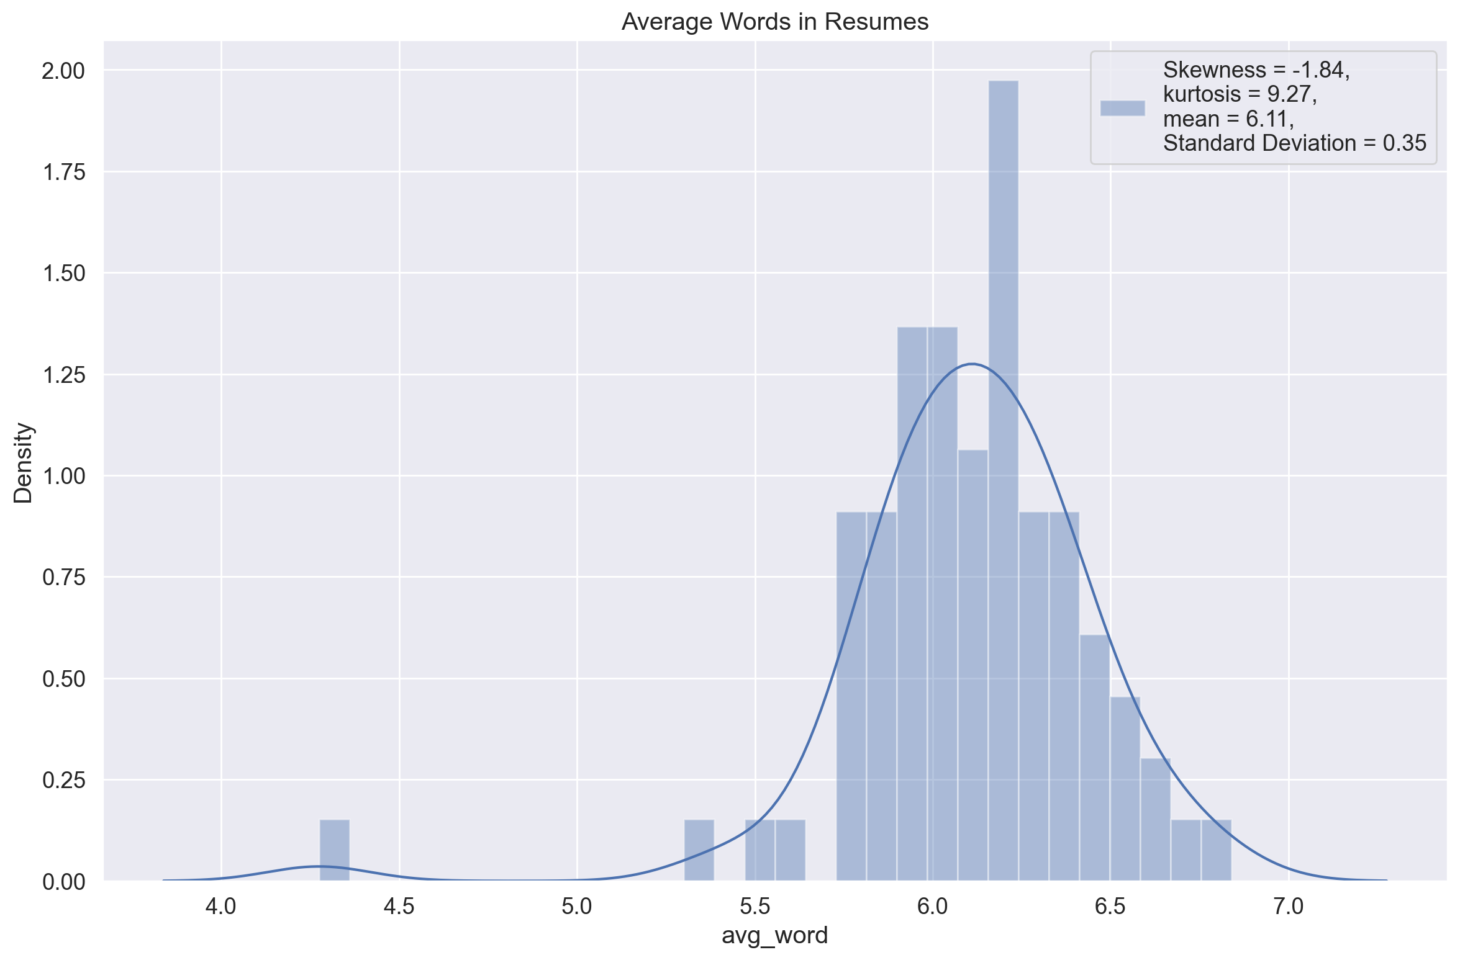 Average Words in Resumes
Skewness = -1.84,
kurtosis = 9.27,
mean = 6.11,
Standard Deviation = 0.35
2.00
1.75
1.50
1.25
1.00
0.75
0.50
0.25
0.00
Density
4.0 4.5 5.0 5.5 6.0 6.5 7.0
avg_word